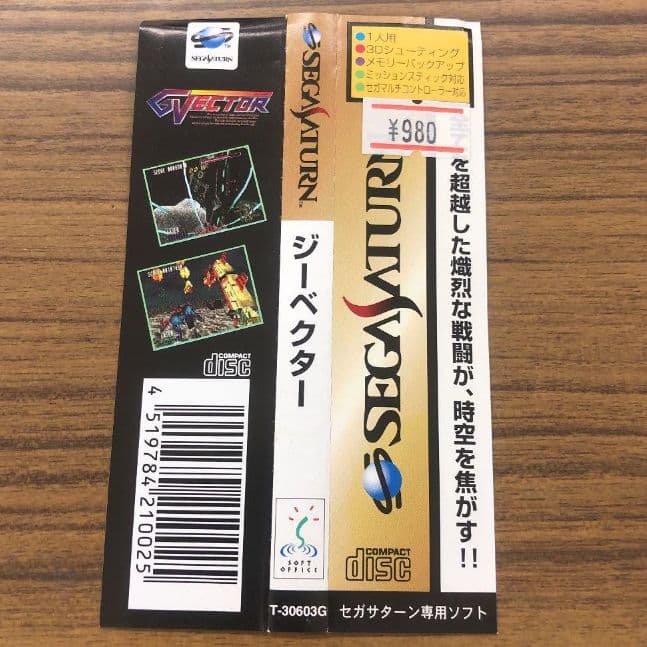 SEGA SATURN
TM
GVECTOR
COMPACT
disc
4 519784 210025
SEGA SATURN
TM
ジーベクター
SOFT
OFFICE
T-30603G
1人用
3Dシューティング
メモリーバックアップ
ミッションスティック対応
セガマルチコントローラー対応
¥980
SEGA SATURN
COMPACT
disc
セガサターン専用ソフト
を超越した熾烈な戦闘が、時空を焦がす!!